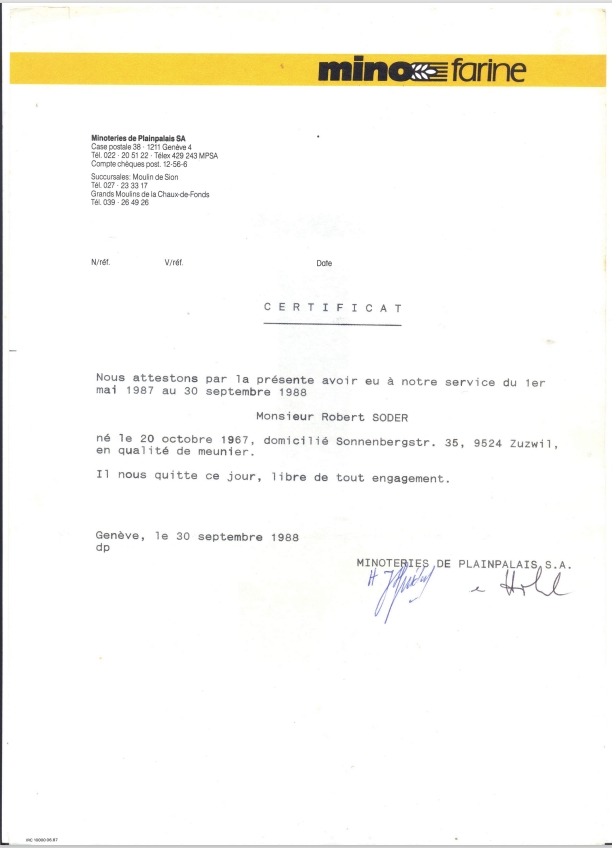 mino farine
Minoteries de Plainpalais SA
Case postale 38 · 1211 Genève 4
Tél. 022 · 20 51 22 · Télex 429 243 MPSA
Compte chèques post. 12-56-6
Succursales: Moulin de Sion
Tél. 027 · 23 33 17
Grands Moulins de la Chaux-de-Fonds
Tél. 039 · 26 49 26
N/réf. V/réf. Date
CERTIFICAT
Nous attestons par la présente avoir eu à notre service du 1er
mai 1987 au 30 septembre 1988
Monsieur Robert SODER
né le 20 octobre 1967, domicilié Sonnenbergstr. 35, 9524 Zuzwil,
en qualité de meunier.
Il nous quitte ce jour, libre de tout engagement.
Genève, le 30 septembre 1988
dp
MINOTERIES DE PLAINPALAIS S.A.